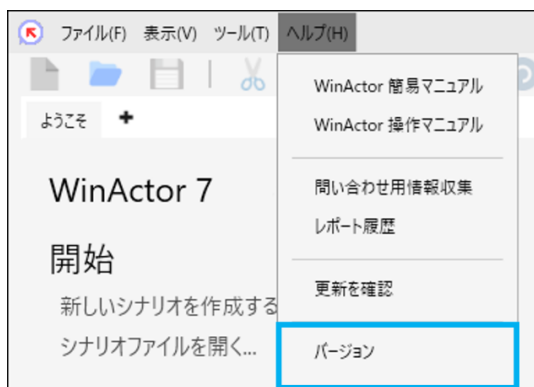 ファイル(F) 表示(V) ツール(T) ヘルプ(H)
WinActor 簡易マニュアル
WinActor 操作マニュアル
問い合わせ用情報収集
レポート履歴
更新を確認
バージョン
ようこそ
WinActor 7
開始
新しいシナリオを作成する
シナリオファイルを開く...